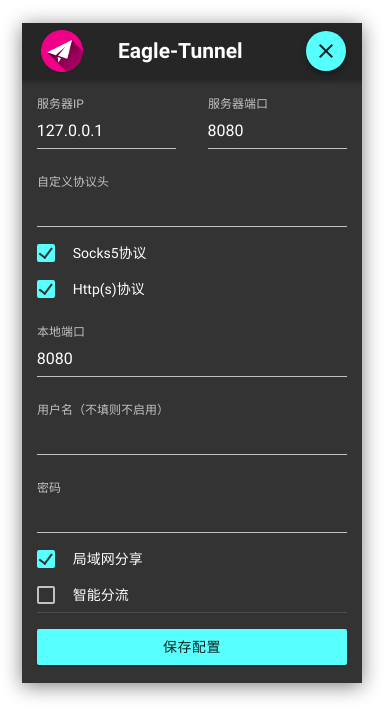 Eagle-Tunnel
服务器IP 服务器端口
127.0.0.1 8080
自定义协议头
Socks5协议
Http(s)协议
本地端口
8080
用户名（不填则不启用）
密码
局域网分享
智能分流
保存配置